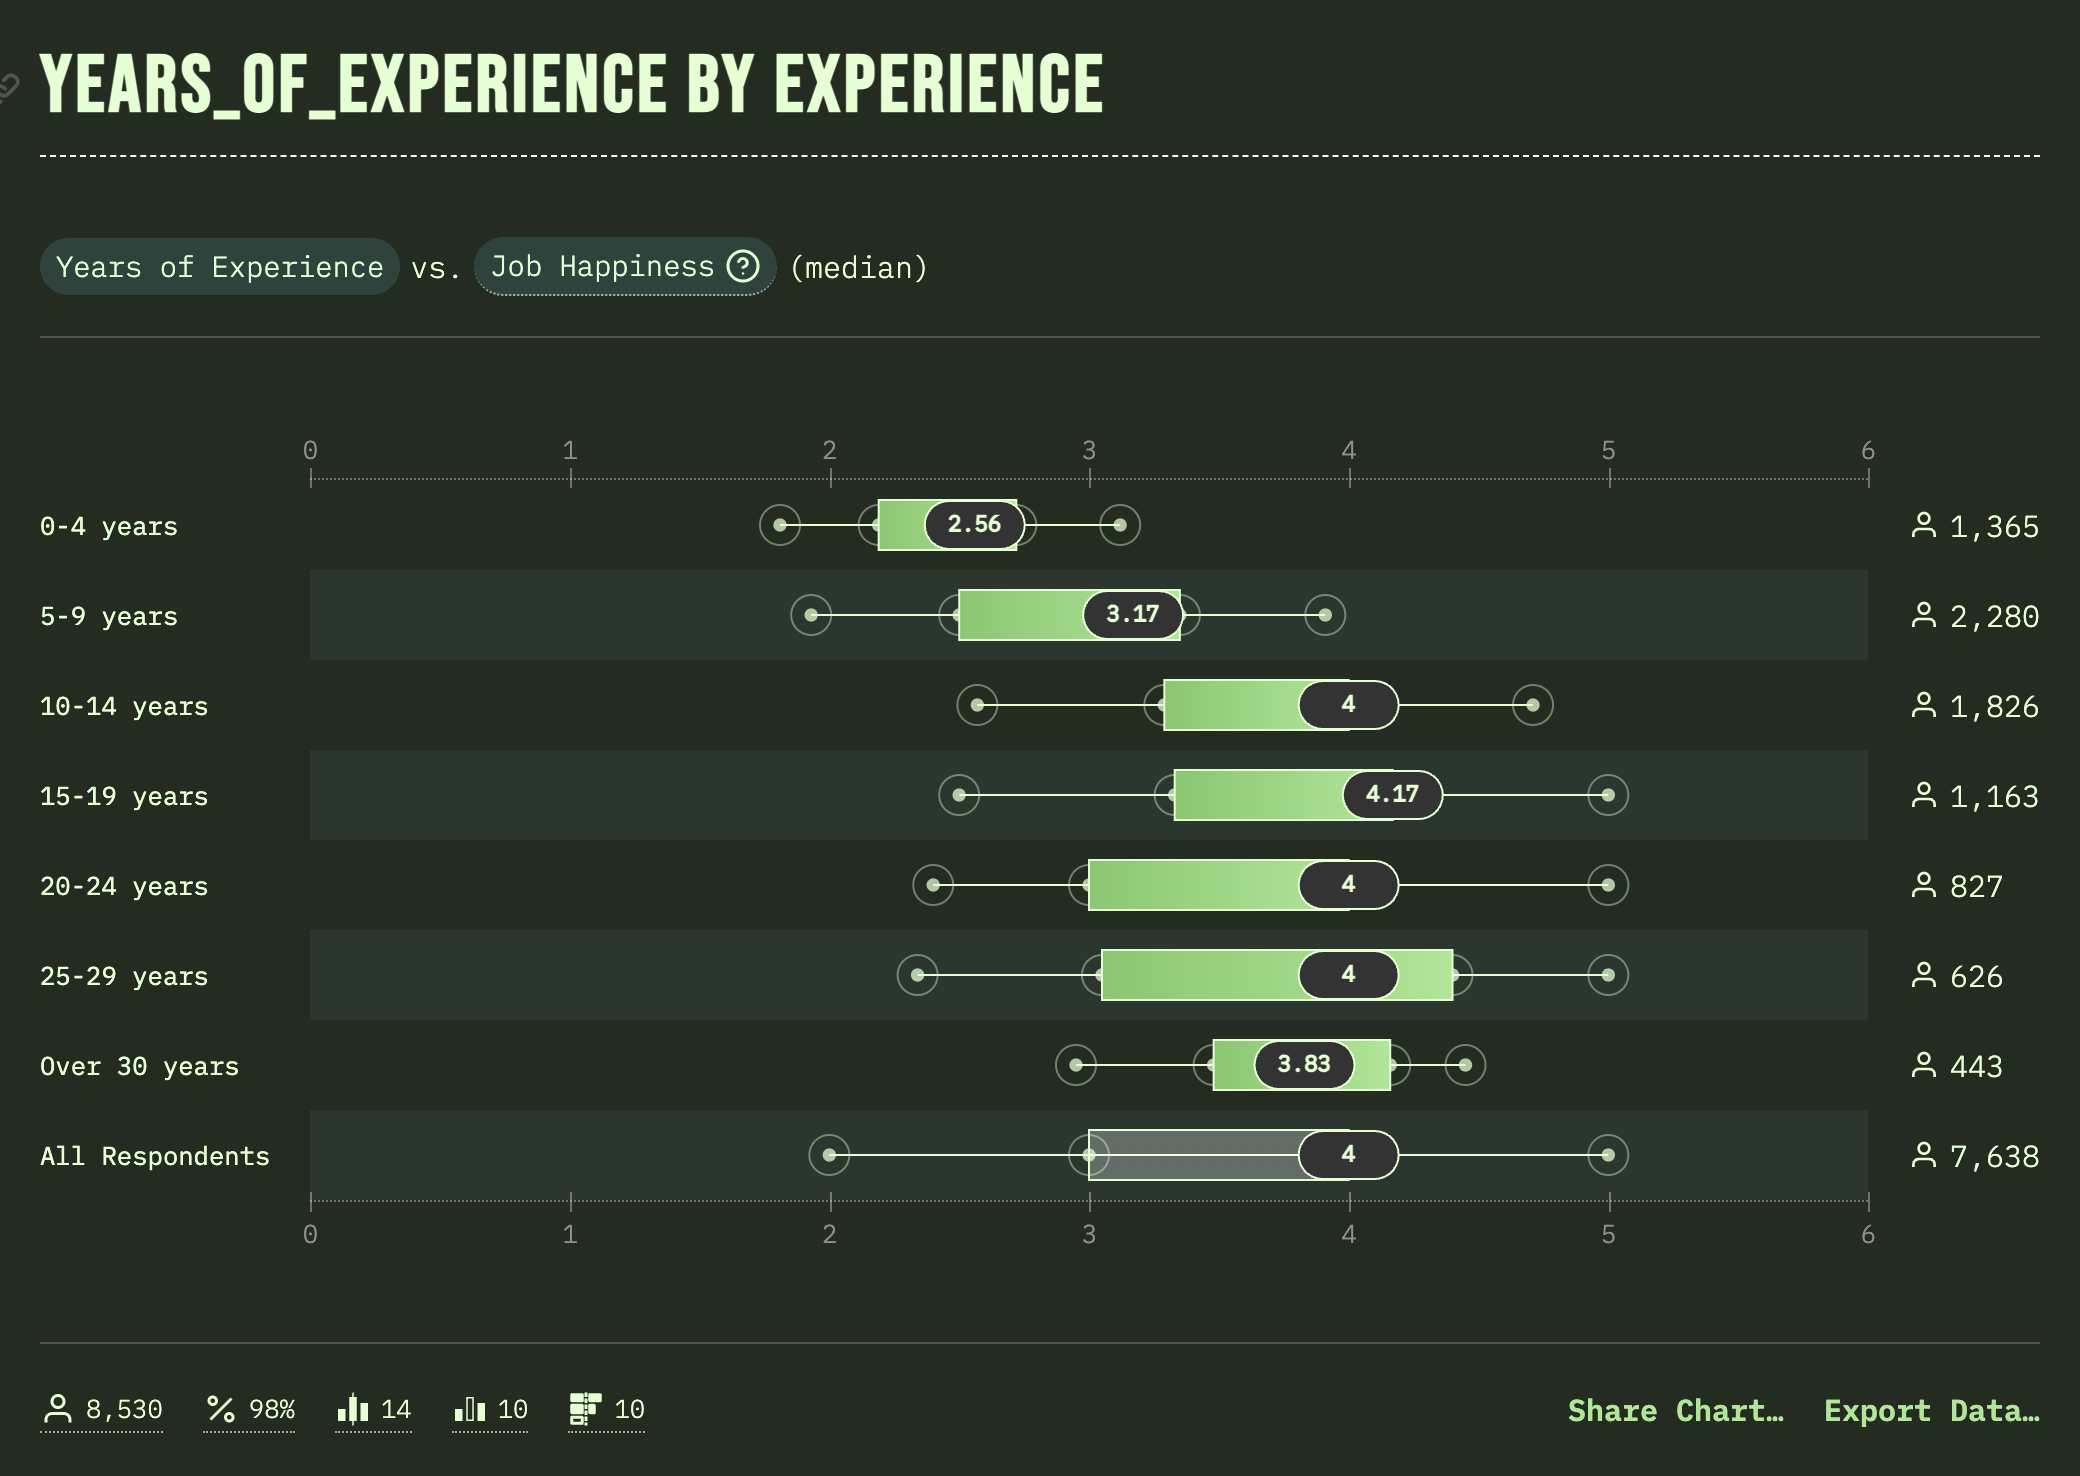 YEARS_OF_EXPERIENCE BY EXPERIENCE
Years of Experience vs. Job Happiness ? (median)
0 1 2 3 4 5 6
0-4 years 2.56 1,365
5-9 years 3.17 2,280
10-14 years 4 1,826
15-19 years 4.17 1,163
20-24 years 4 827
25-29 years 4 626
Over 30 years 3.83 443
All Respondents 4 7,638
0 1 2 3 4 5 6
8,530 98% 14 10 10 Share Chart… Export Data…